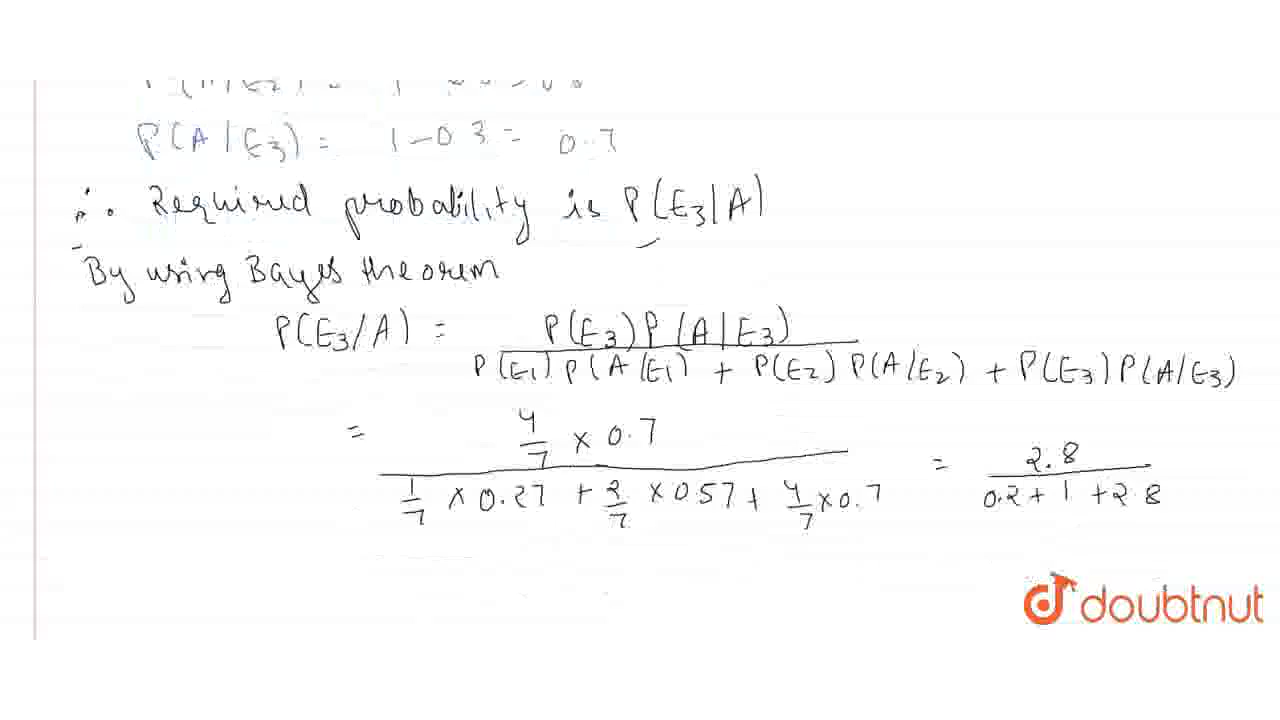 P(A/E3) = 1-0.3 = 0.7
∴ Required probability is P(E3|A)
By using Bayes theorem
P(E3/A) = P(E3) P(A|E3)
P(E1) P(A/E1) + P(E2) P(A/E2) + P(E3) P(A/E3)
= 4/7 × 0.7
1/7 × 0.27 + 2/7 × 0.57 + 4/7 × 0.7
= 2.8
0.2 + 1 + 2.8
doubtnut